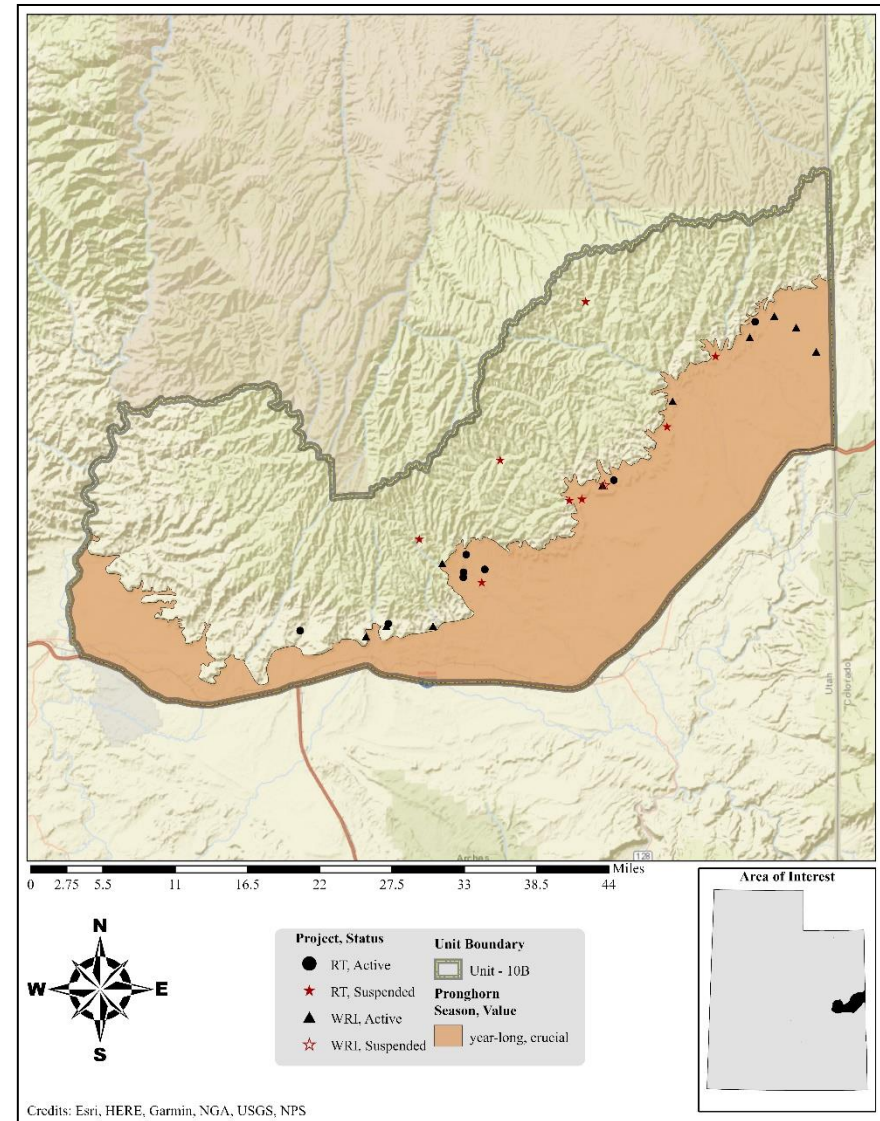 Utah
Colorado
Arches
128
Miles
0 2.75 5.5 11 16.5 22 27.5 33 38.5 44
Area of Interest
N
W E
S
Project, Status
RT, Active
RT, Suspended
WRI, Active
WRI, Suspended
Unit Boundary
Unit - 10B
Pronghorn
Season, Value
year-long, crucial
Credits: Esri, HERE, Garmin, NGA, USGS, NPS